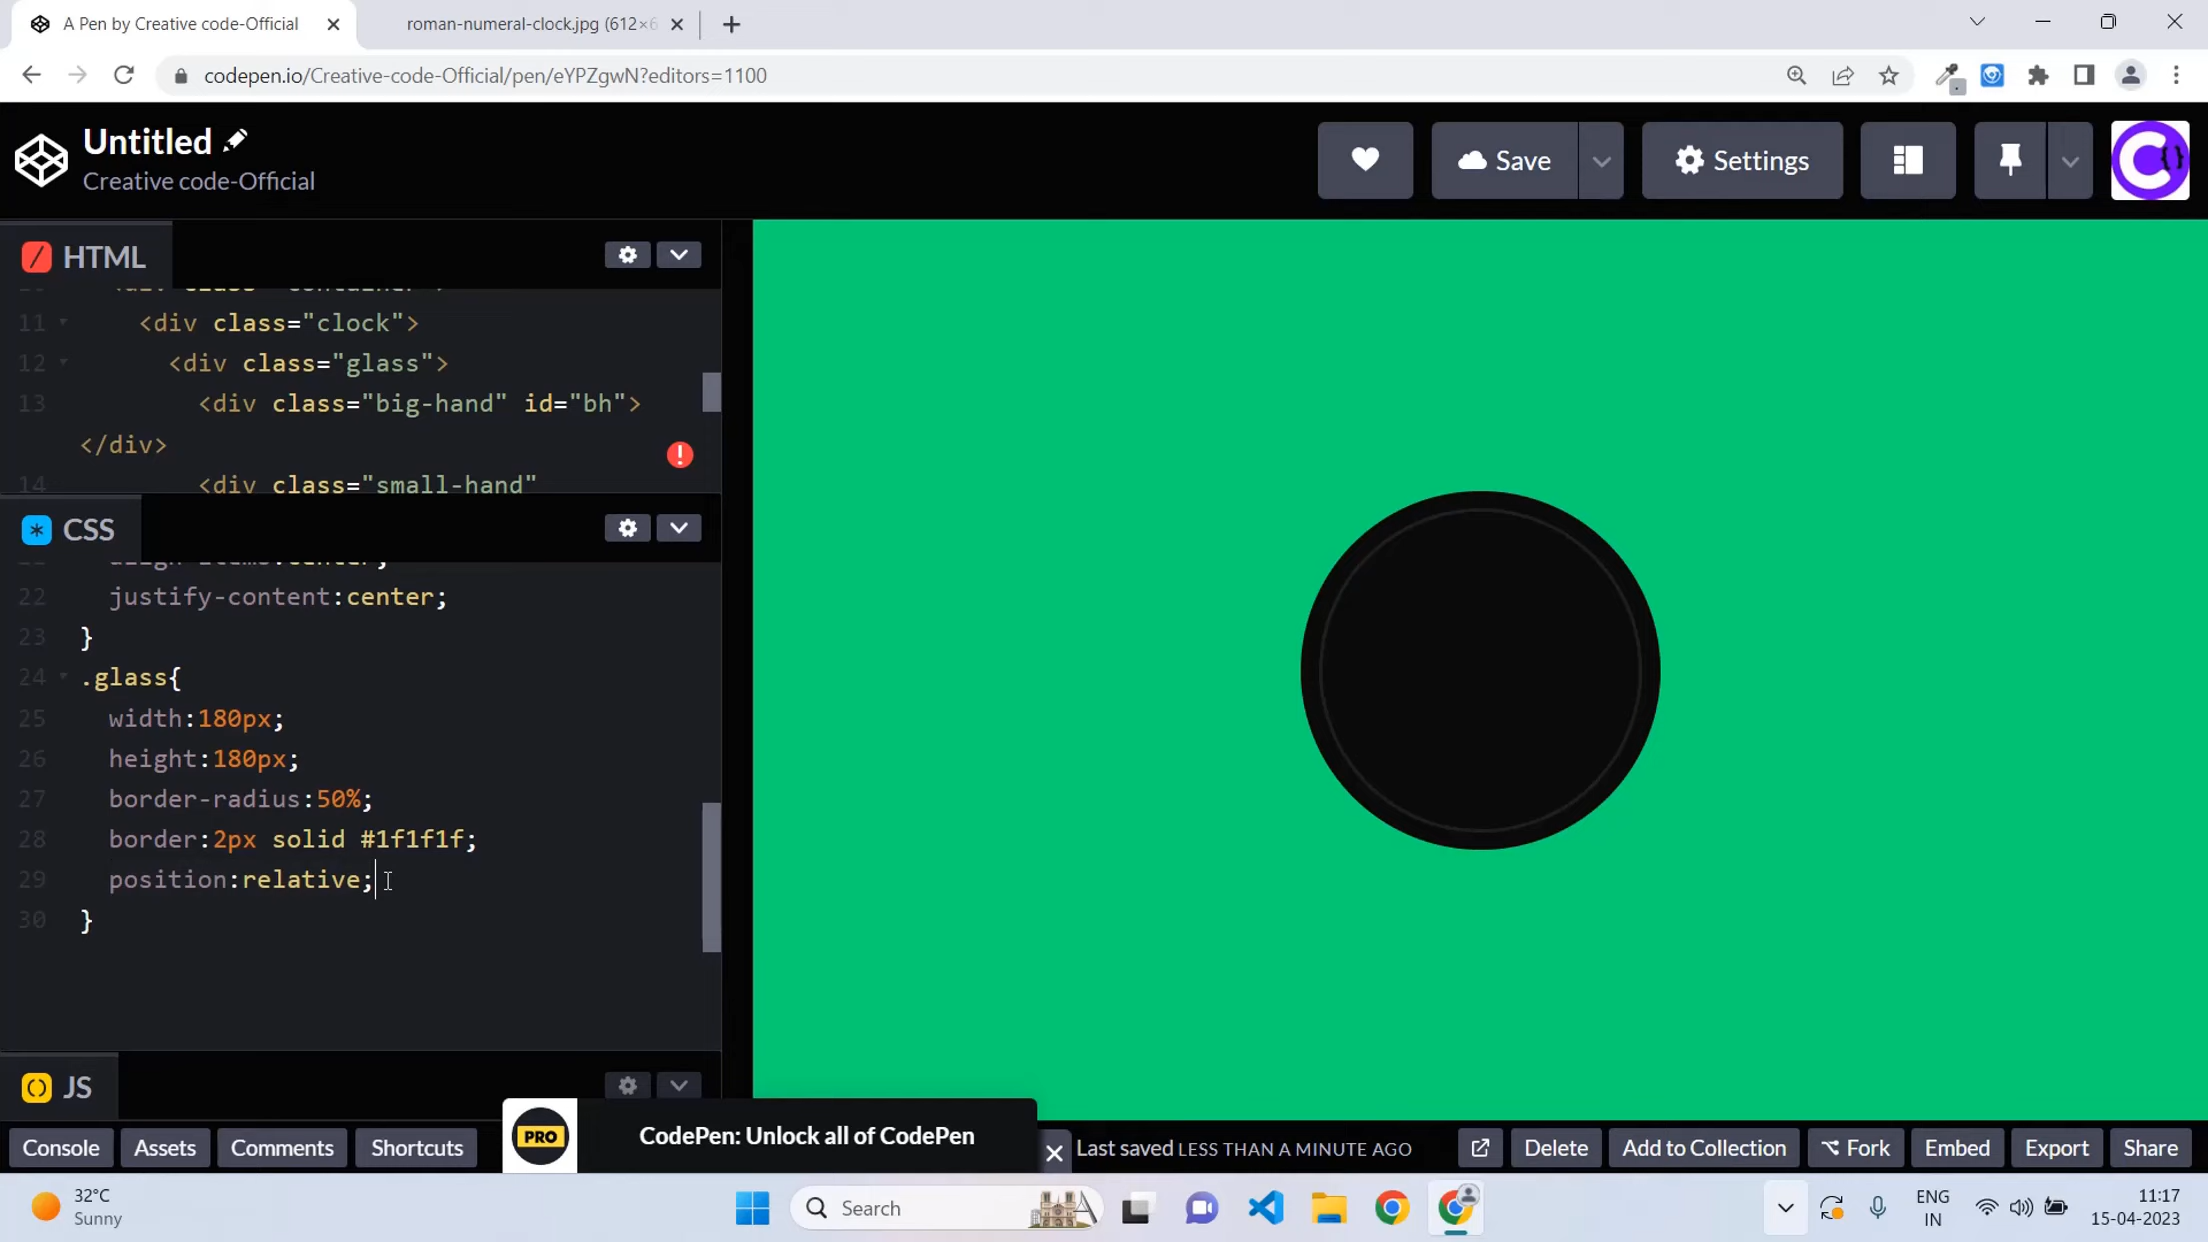 A Pen by Creative code-Official
roman-numeral-clock.jpg (612×6
codepen.io/Creative-code-Official/pen/eYPZgwN?editors=1100
Untitled
Creative code-Official
Save
Settings
HTML
11 <div class="clock">
12 <div class="glass">
13 <div class="big-hand" id="bh">
</div>
14 <div class="small-hand"
CSS
22 justify-content:center;
23 }
24 .glass{
25 width:180px;
26 height:180px;
27 border-radius:50%;
28 border:2px solid #1f1f1f;
29 position:relative;
30 }
JS
PRO
CodePen: Unlock all of CodePen
Console
Assets
Comments
Shortcuts
Last saved LESS THAN A MINUTE AGO
Delete
Add to Collection
Fork
Embed
Export
Share
32°C
Sunny
Search
ENG
IN
11:17
15-04-2023